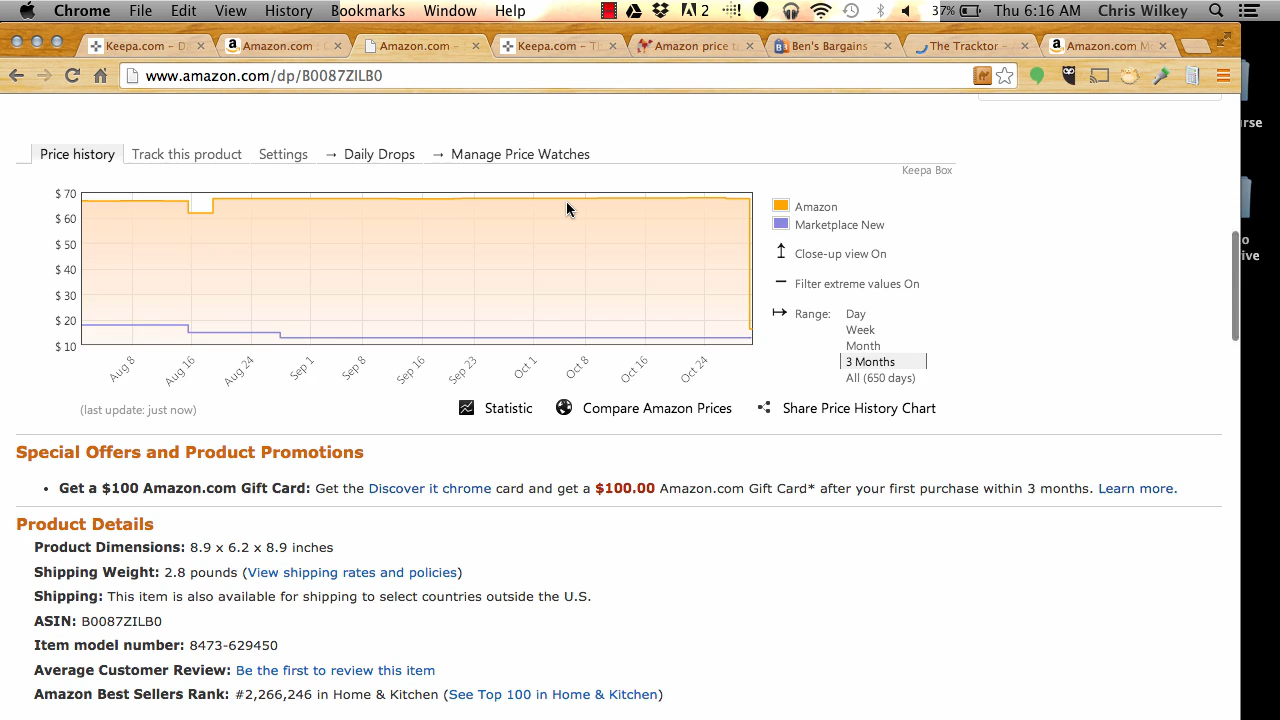 Chrome File Edit View History Bookmarks Window Help 2 37% Thu 6:16 AM Chris Wilkey
Keepa.com – D Amazon.com : Amazon.com – Keepa.com – T Amazon price t Ben's Bargains The Tracktor – Amazon.com M
www.amazon.com/dp/B0087ZILB0
Price history Track this product Settings → Daily Drops → Manage Price Watches
Keepa Box
$ 70
$ 60
$ 50
$ 40
$ 30
$ 20
$ 10
Aug 8 Aug 16 Aug 24 Sep 1 Sep 8 Sep 16 Sep 23 Oct 1 Oct 8 Oct 16 Oct 24
Amazon
Marketplace New
Close-up view On
Filter extreme values On
Range: Day
Week
Month
3 Months
All (650 days)
(last update: just now) Statistic Compare Amazon Prices Share Price History Chart
Special Offers and Product Promotions
• Get a $100 Amazon.com Gift Card: Get the Discover it chrome card and get a $100.00 Amazon.com Gift Card* after your first purchase within 3 months. Learn more.
Product Details
Product Dimensions: 8.9 x 6.2 x 8.9 inches
Shipping Weight: 2.8 pounds (View shipping rates and policies)
Shipping: This item is also available for shipping to select countries outside the U.S.
ASIN: B0087ZILB0
Item model number: 8473-629450
Average Customer Review: Be the first to review this item
Amazon Best Sellers Rank: #2,266,246 in Home & Kitchen (See Top 100 in Home & Kitchen)